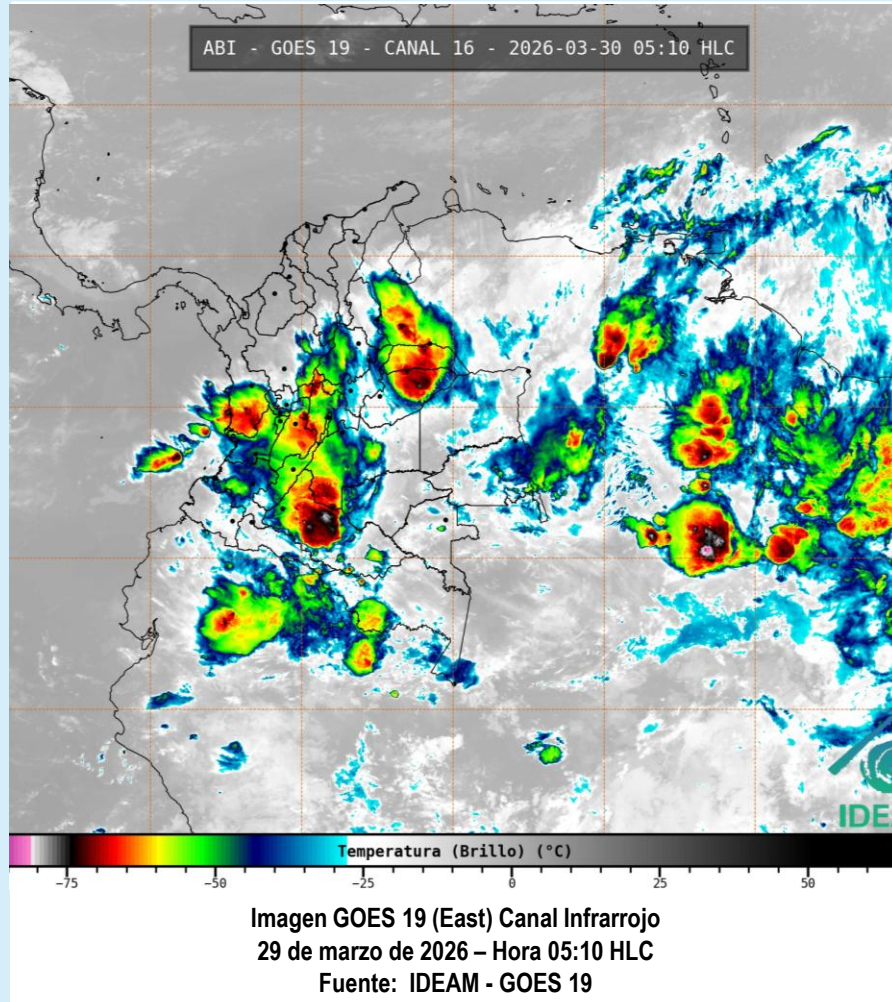 ABI - GOES 19 - CANAL 16 - 2026-03-30 05:10 HLC
Temperatura (Brillo) (°C)
−75 −50 −25 0 25 50
Imagen GOES 19 (East) Canal Infrarrojo
29 de marzo de 2026 – Hora 05:10 HLC
Fuente: IDEAM - GOES 19